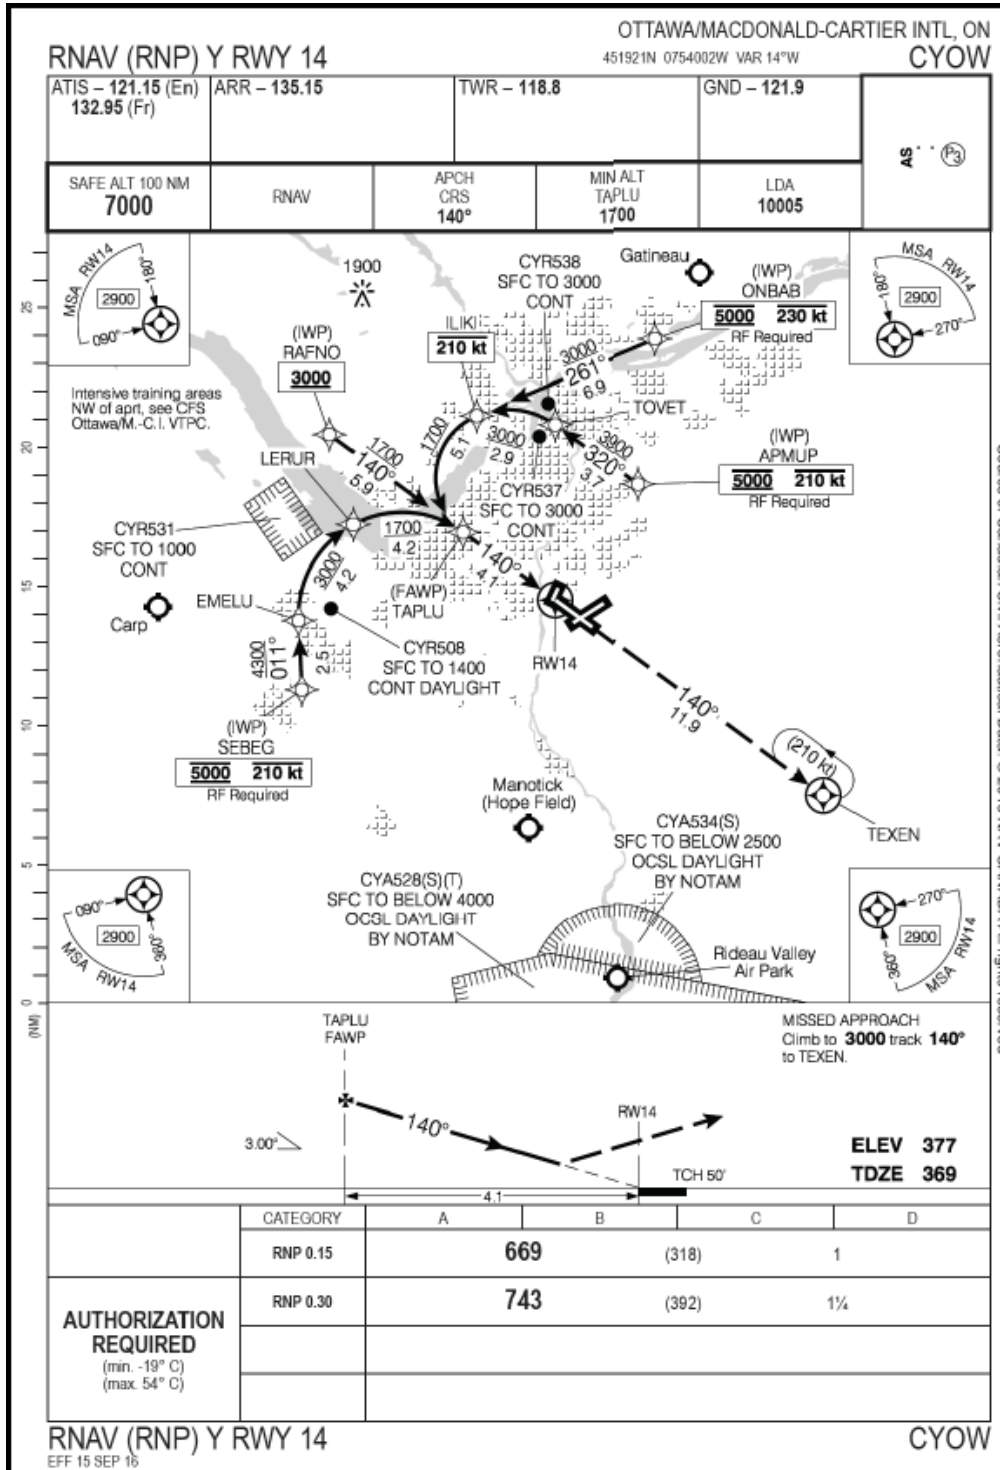 OTTAWA/MACDONALD-CARTIER INTL, ON
RNAV (RNP) Y RWY 14
451921N 0754002W VAR 14°W
CYOW
ATIS – 121.15 (En)
132.95 (Fr)
ARR – 135.15
TWR – 118.8
GND – 121.9
AS
P3
SAFE ALT 100 NM
7000
RNAV
APCH
CRS
140°
MIN ALT
TAPLU
1700
LDA
10005
MSA RW14
180°
2900
090°
1900
CYR538
SFC TO 3000
CONT
Gatineau
(IWP)
ONBAB
5000 230 kt
RF Required
MSA RW14
180°
2900
270°
25
(IWP)
RAFNO
3000
ILIKI
210 kt
3000
261°
6.9
Intensive training areas
NW of aprt, see CFS
Ottawa/M.-C.I. VTPC.
TOVET
20
LERUR
1700
140°
5.9
1700
5.1
3000
2.9
3900
320°
3.7
(IWP)
APMUP
5000 210 kt
RF Required
CYR537
SFC TO 3000
CONT
CYR531
SFC TO 1000
CONT
1700
4.2
140°
4.1
3000
4.2
15
EMELU
(FAWP)
TAPLU
Carp
CYR508
SFC TO 1400
CONT DAYLIGHT
RW14
4300
011°
2.5
140°
11.9
10
(IWP)
SEBEG
5000 210 kt
RF Required
(210 kt)
TEXEN
Manotick
(Hope Field)
CYA534(S)
SFC TO BELOW 2500
OCSL DAYLIGHT
BY NOTAM
5
CYA528(S)(T)
SFC TO BELOW 4000
OCSL DAYLIGHT
BY NOTAM
090°
2900
360°
MSA RW14
270°
2900
360°
MSA RW14
Rideau Valley
Air Park
0
(NM)
TAPLU
FAWP
MISSED APPROACH
Climb to 3000 track 140°
to TEXEN.
140°
RW14
3.00°
TCH 50'
4.1
ELEV 377
TDZE 369
CATEGORY A B C D
RNP 0.15 669 (318) 1
RNP 0.30 743 (392) 1¼
AUTHORIZATION
REQUIRED
(min. -19° C)
(max. 54° C)
RNAV (RNP) Y RWY 14
CYOW
EFF 15 SEP 16